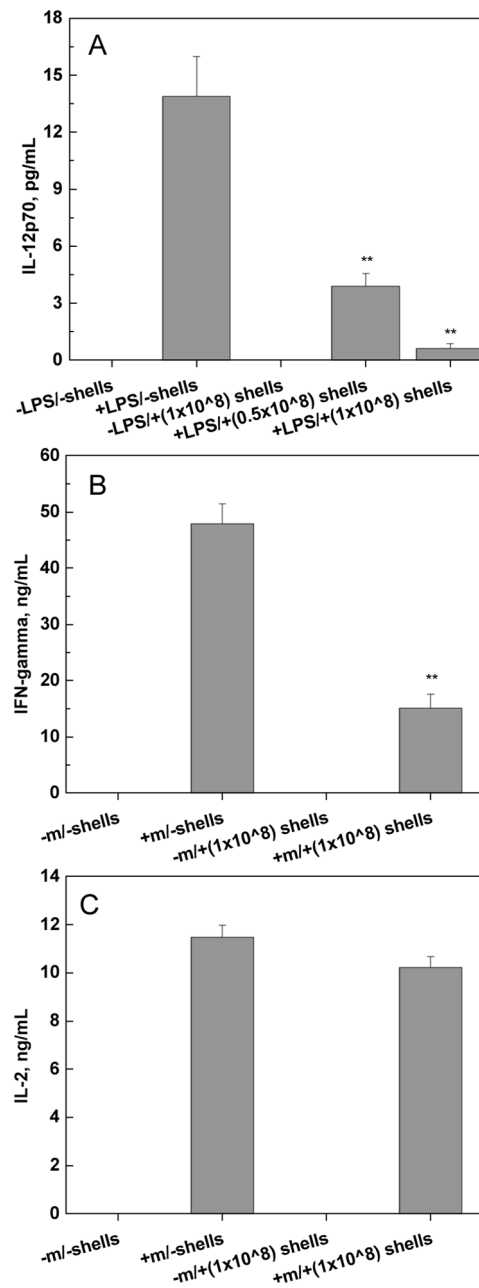 A
18
15
12
9
6
3
0
IL-12p70, pg/mL
**
**
-LPS/-shells
+LPS/-shells
-LPS/+(1x10^8) shells
+LPS/+(0.5x10^8) shells
+LPS/+(1x10^8) shells
B
60
50
40
30
20
10
0
IFN-gamma, ng/mL
**
-m/-shells
+m/-shells
-m/+(1x10^8) shells
+m/+(1x10^8) shells
C
14
12
10
8
6
4
2
0
IL-2, ng/mL
-m/-shells
+m/-shells
-m/+(1x10^8) shells
+m/+(1x10^8) shells